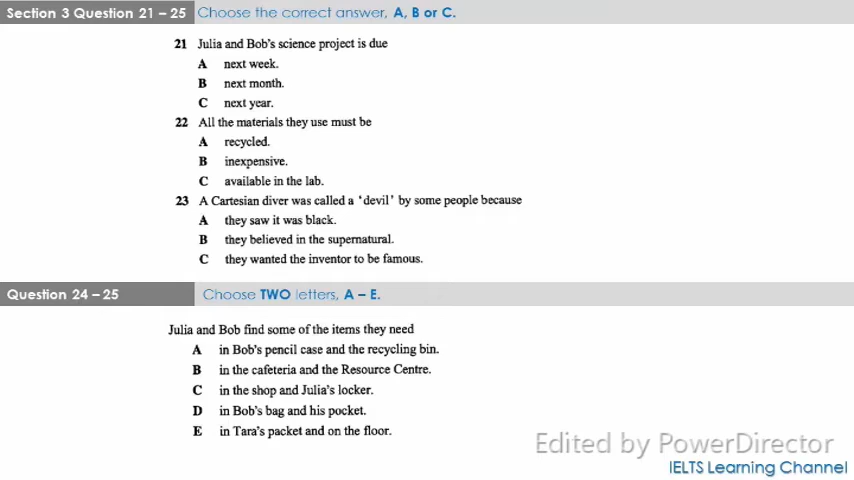 Section 3 Question 21 – 25 Choose the correct answer, A, B or C.
21 Julia and Bob's science project is due
A next week.
B next month.
C next year.
22 All the materials they use must be
A recycled.
B inexpensive.
C available in the lab.
23 A Cartesian diver was called a 'devil' by some people because
A they saw it was black.
B they believed in the supernatural.
C they wanted the inventor to be famous.
Question 24 – 25 Choose TWO letters, A – E.
Julia and Bob find some of the items they need
A in Bob's pencil case and the recycling bin.
B in the cafeteria and the Resource Centre.
C in the shop and Julia's locker.
D in Bob's bag and his pocket.
E in Tara's packet and on the floor.
Edited by PowerDirector
IELTS Learning Channel